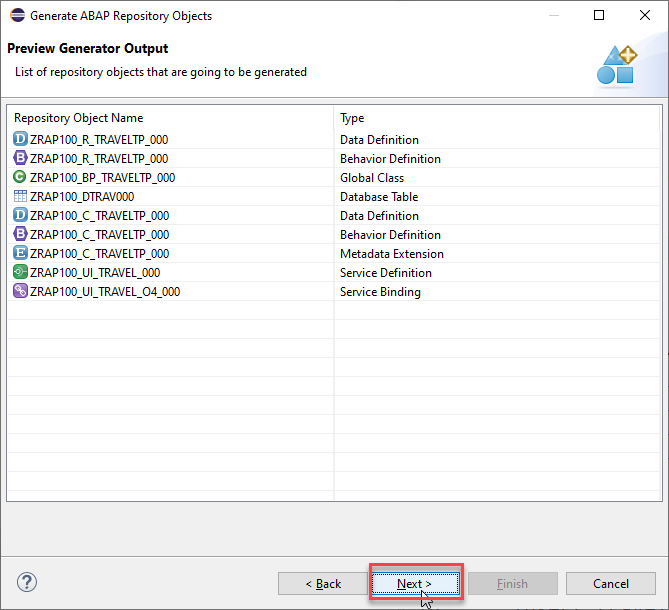 Generate ABAP Repository Objects
Preview Generator Output
List of repository objects that are going to be generated
Repository Object Name Type
D ZRAP100_R_TRAVELTP_000 Data Definition
B ZRAP100_R_TRAVELTP_000 Behavior Definition
C ZRAP100_BP_TRAVELTP_000 Global Class
ZRAP100_DTRAV000 Database Table
D ZRAP100_C_TRAVELTP_000 Data Definition
B ZRAP100_C_TRAVELTP_000 Behavior Definition
E ZRAP100_C_TRAVELTP_000 Metadata Extension
ZRAP100_UI_TRAVEL_000 Service Definition
ZRAP100_UI_TRAVEL_O4_000 Service Binding
? < Back Next > Finish Cancel